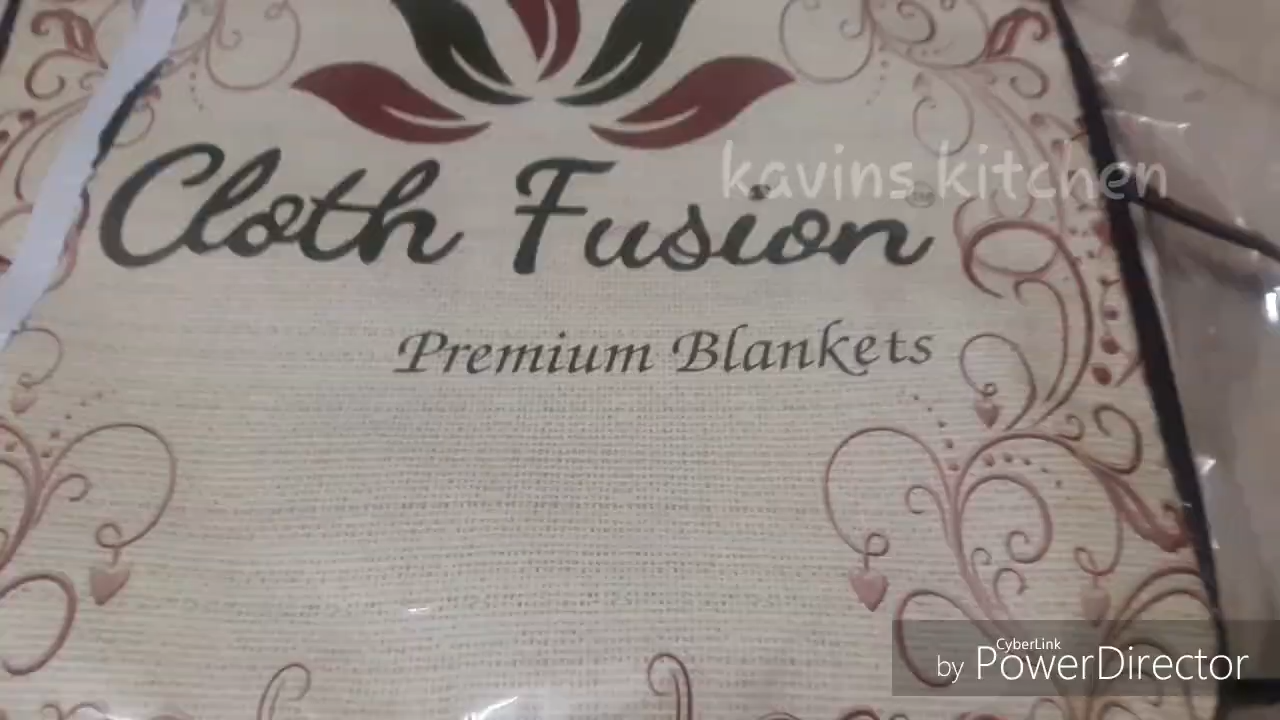 kavins kitchen
Cloth Fusion
Premium Blankets
CyberLink
by PowerDirector